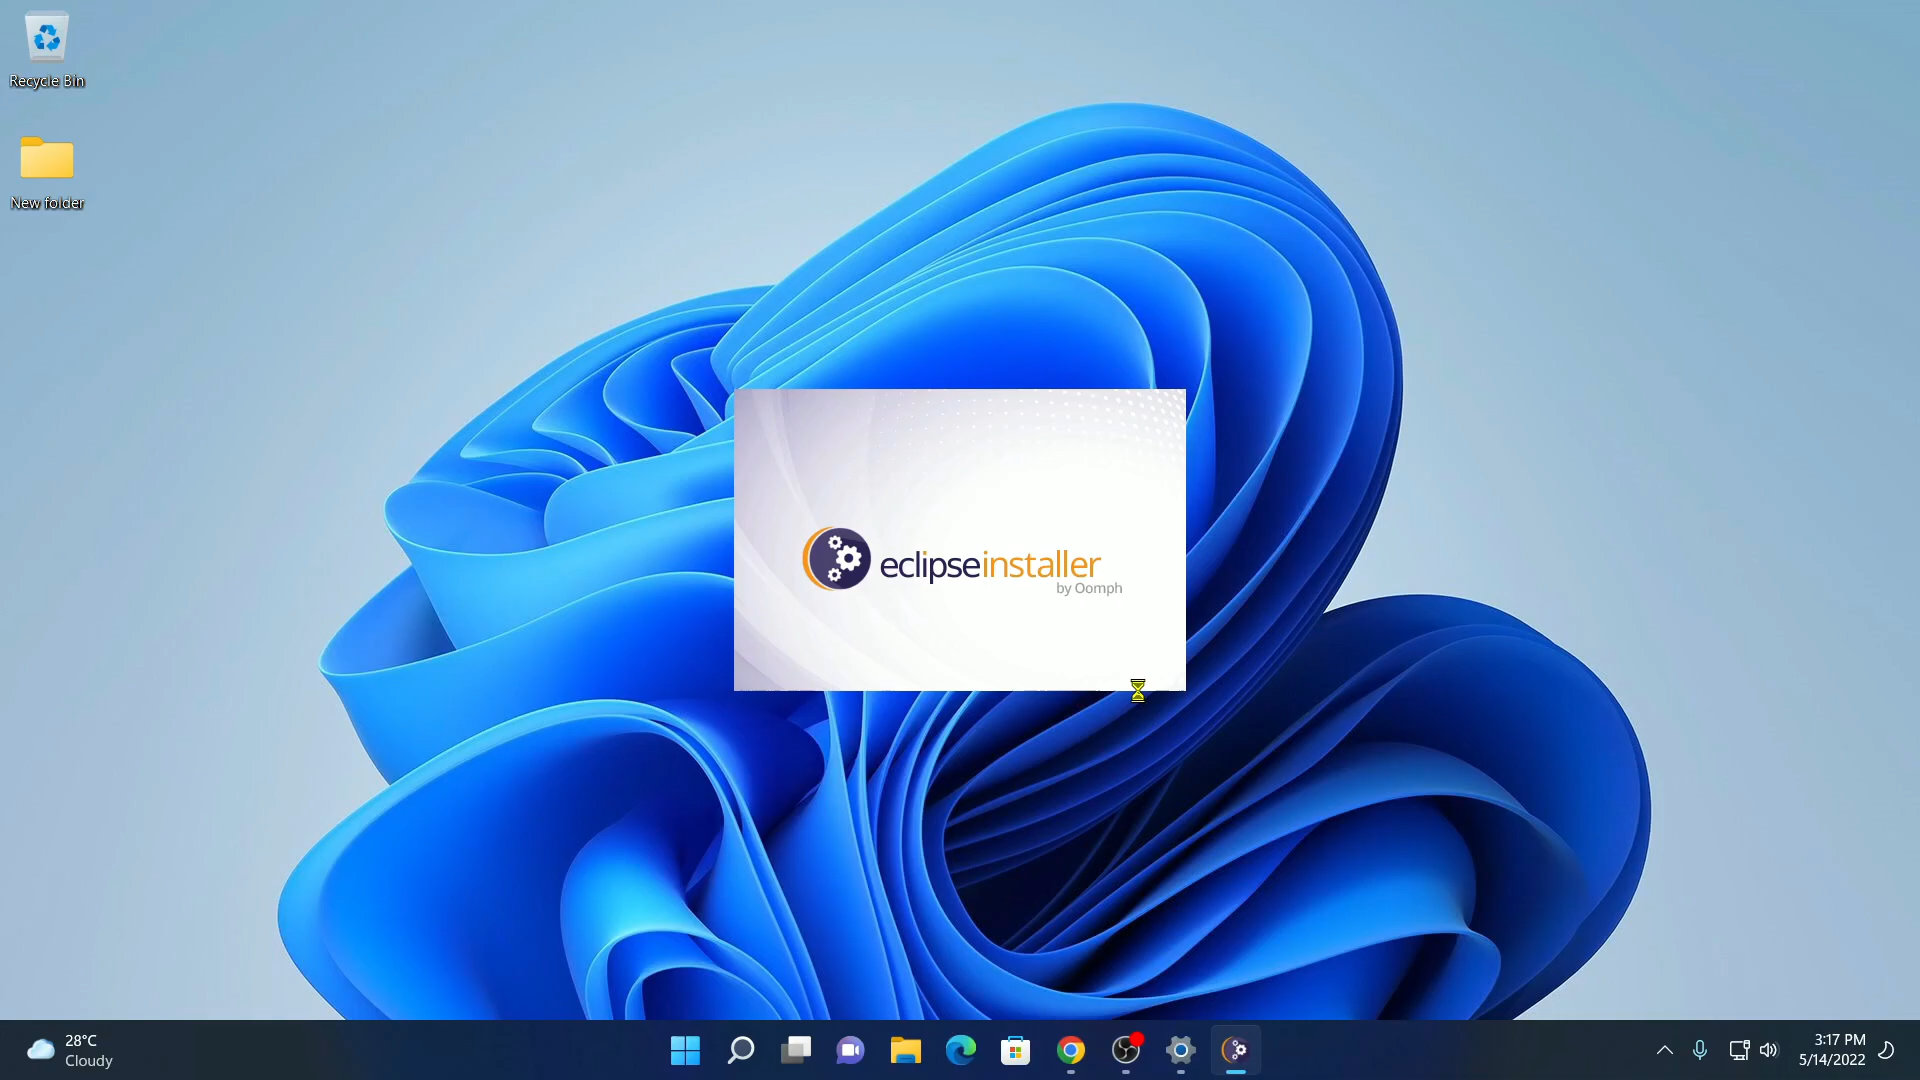 Recycle Bin
New folder
eclipseinstaller
by Oomph
28°C
Cloudy
3:17 PM
5/14/2022